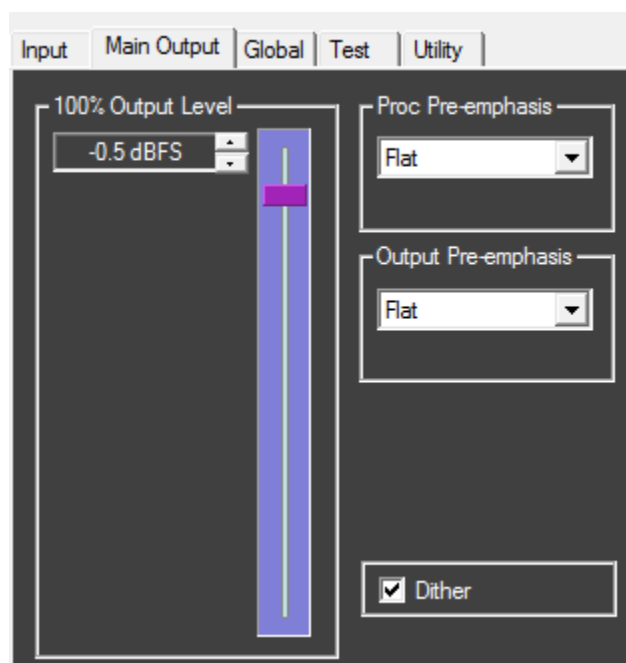 Input Main Output Global Test Utility
100% Output Level
-0.5 dBFS
Proc Pre-emphasis
Flat
Output Pre-emphasis
Flat
Dither